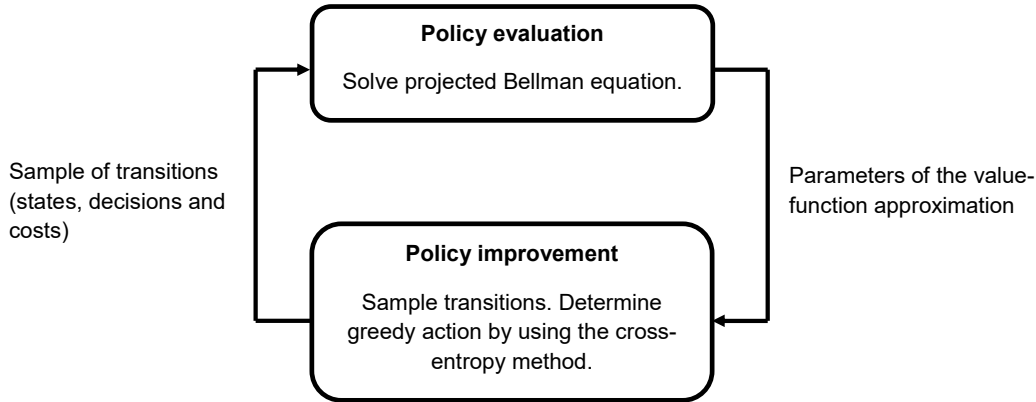 Policy evaluation
Solve projected Bellman equation.
Sample of transitions
(states, decisions and
costs)
Parameters of the value-
function approximation
Policy improvement
Sample transitions. Determine
greedy action by using the cross-
entropy method.